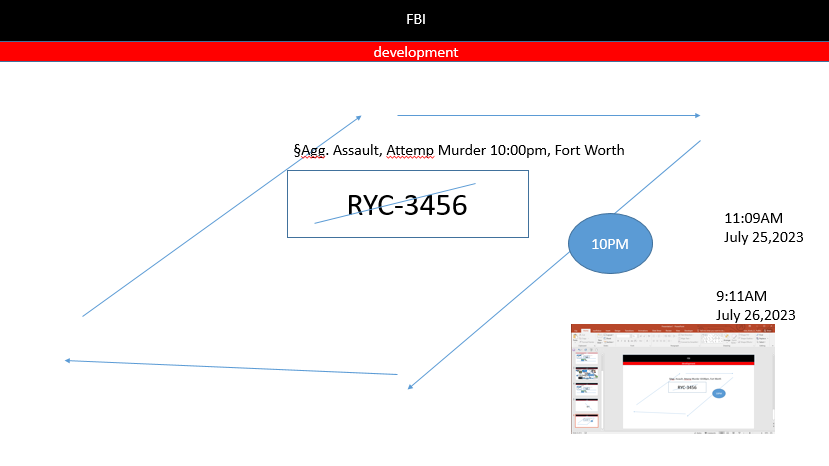 FBI
development
§Agg. Assault, Attemp Murder 10:00pm, Fort Worth
RYC-3456
10PM
11:09AM
July 25,2023
9:11AM
July 26,2023
RYC-3456